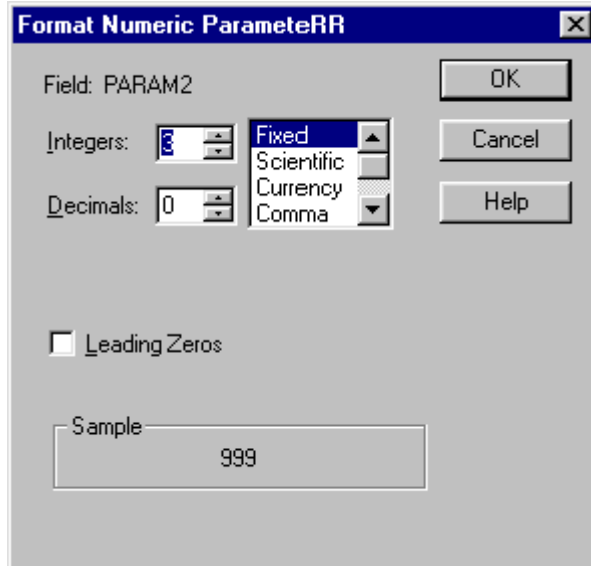 Format Numeric ParameteRR
Field: PARAM2
OK
Integers: 3
Fixed
Scientific
Currency
Comma
Cancel
Decimals: 0
Help
Leading Zeros
Sample
999